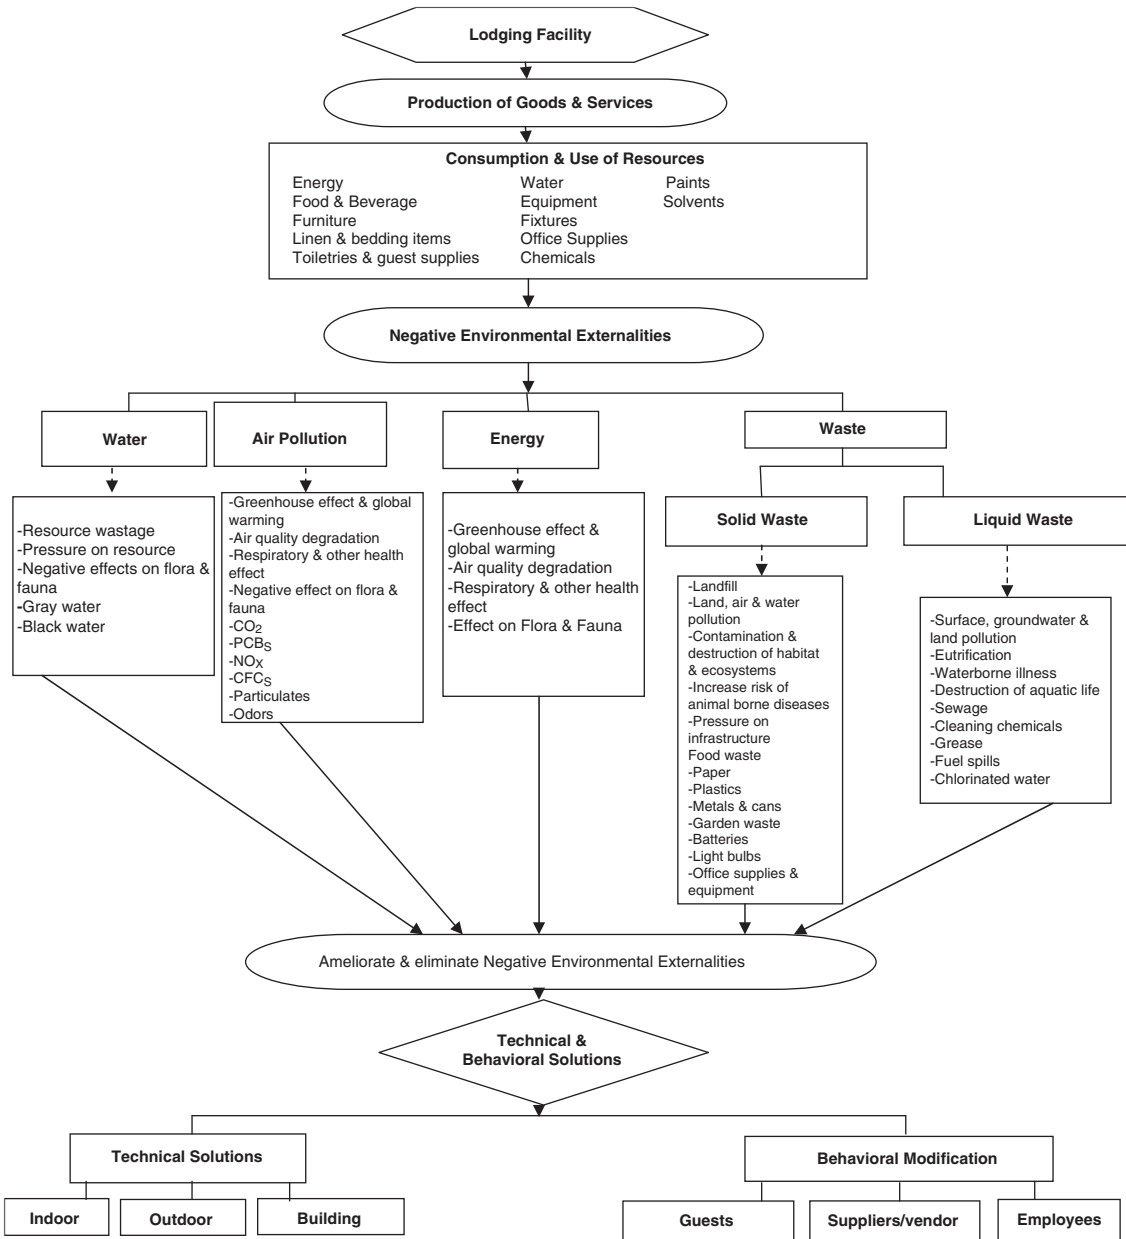 Lodging Facility
Production of Goods & Services
Consumption & Use of Resources
Energy
Food & Beverage
Furniture
Linen & bedding items
Toiletries & guest supplies
Water
Equipment
Fixtures
Office Supplies
Chemicals
Paints
Solvents
Negative Environmental Externalities
Water
Air Pollution
Energy
Waste
-Resource wastage
-Pressure on resource
-Negative effects on flora &
fauna
-Gray water
-Black water
-Greenhouse effect & global
warming
-Air quality degradation
-Respiratory & other health
effect
-Negative effect on flora &
fauna
-CO2
-PCBS
-NOX
-CFCS
-Particulates
-Odors
-Greenhouse effect &
global warming
-Air quality degradation
-Respiratory & other health
effect
-Effect on Flora & Fauna
Solid Waste
Liquid Waste
-Landfill
-Land, air & water
pollution
-Contamination &
destruction of habitat
& ecosystems
-Increase risk of
animal borne diseases
-Pressure on
infrastructure
Food waste
-Paper
-Plastics
-Metals & cans
-Garden waste
-Batteries
-Light bulbs
-Office supplies &
equipment
-Surface, groundwater &
land pollution
-Eutrification
-Waterborne illness
-Destruction of aquatic life
-Sewage
-Cleaning chemicals
-Grease
-Fuel spills
-Chlorinated water
Ameliorate & eliminate Negative Environmental Externalities
Technical &
Behavioral Solutions
Technical Solutions
Behavioral Modification
Indoor
Outdoor
Building
Guests
Suppliers/vendor
Employees